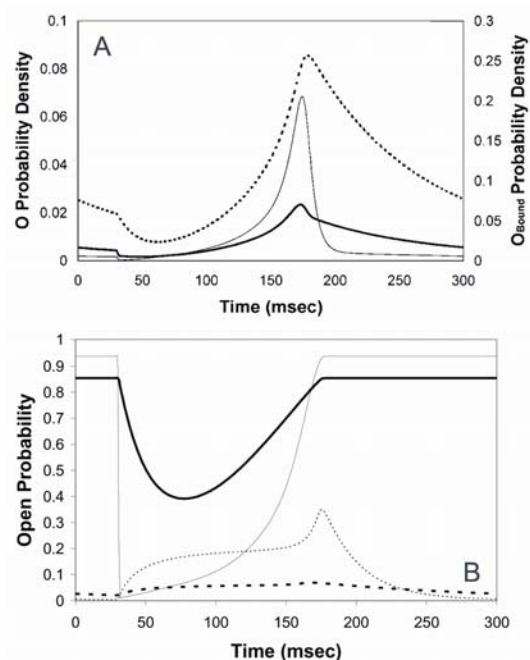 A
O Probability Density
0.1
0.08
0.06
0.04
0.02
0
0.3
0.25
0.2
0.15
0.1
0.05
0
O_Bound Probability Density
0 50 100 150 200 250 300
Time (msec)
Open Probability
1
0.9
0.8
0.7
0.6
0.5
0.4
0.3
0.2
0.1
0
B
0 50 100 150 200 250 300
Time (msec)